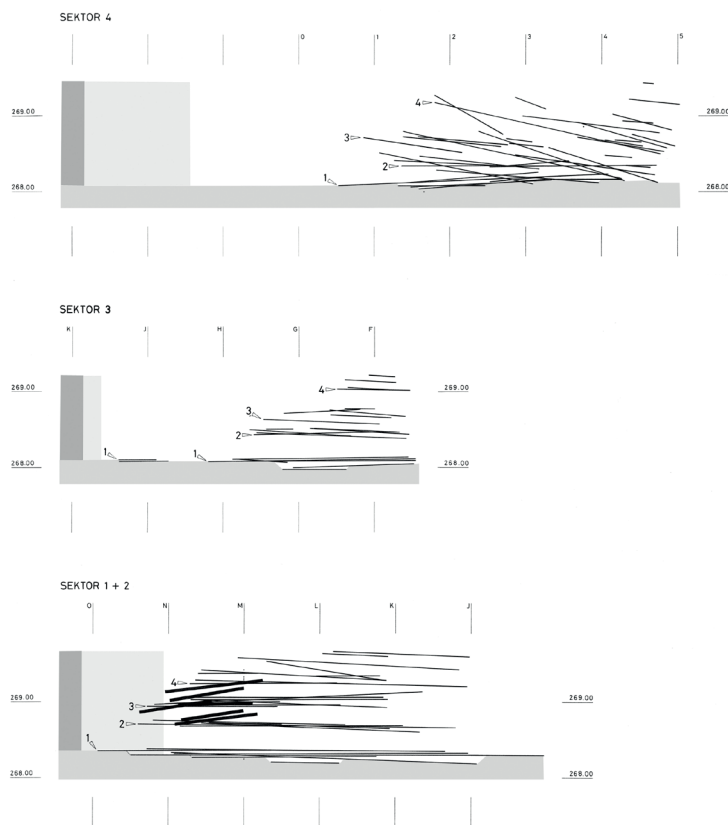 SEKTOR 4
0 1 2 3 4 5
4
269.00 269.00
3
2
1
268.00 268.00
SEKTOR 3
K J H G F
269.00 4 269.00
3
2
1 1
268.00 268.00
SEKTOR 1 + 2
O N M L K J
4
269.00 3 269.00
2
1
268.00 268.00